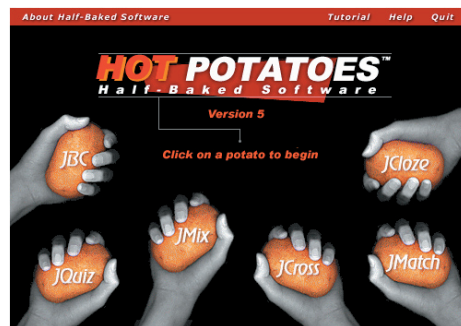 About Half-Baked Software Tutorial Help Quit
HOT POTATOES™
Half-Baked Software
Version 5
Click on a potato to begin
JBC
JCloze
JMix
JQuiz
JCross
JMatch